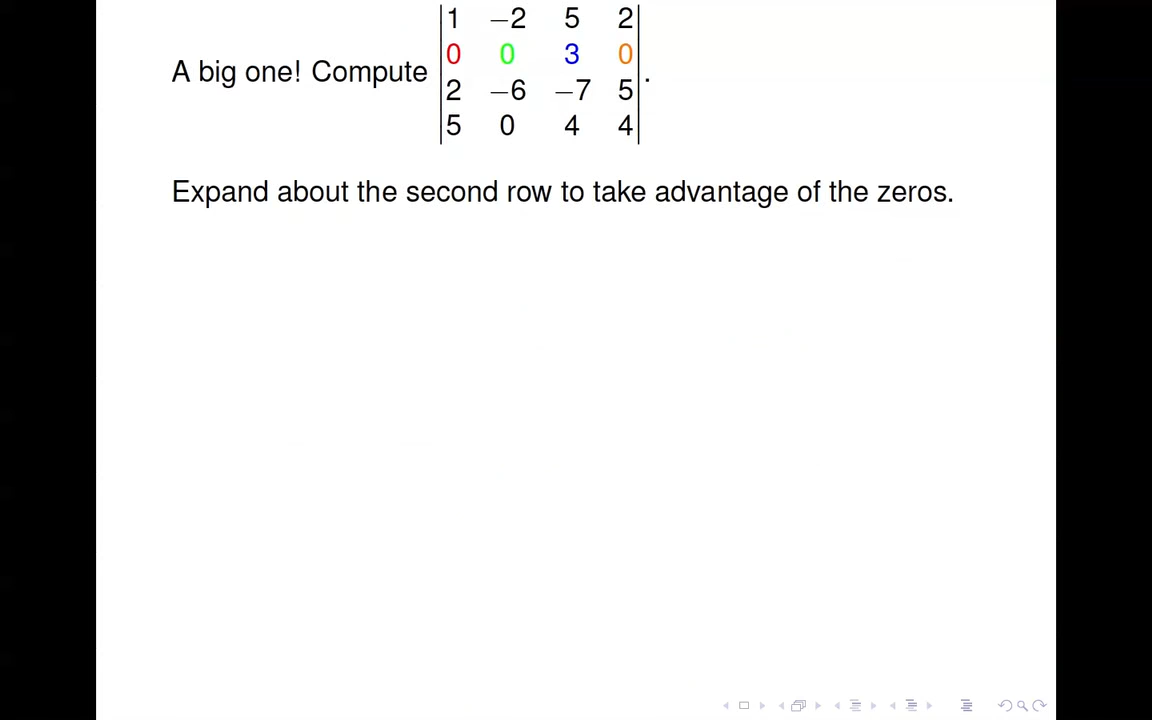 1 −2 5 2
0 0 3 0
A big one! Compute .
2 −6 −7 5
5 0 4 4
Expand about the second row to take advantage of the zeros.